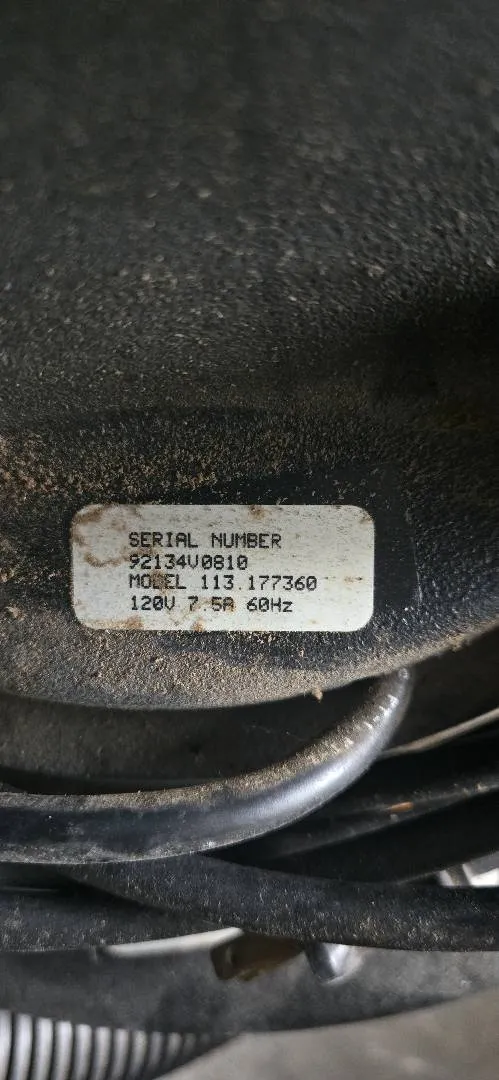 SERIAL NUMBER
92134V0810
MODEL 113.177360
120V 7.5A 60Hz